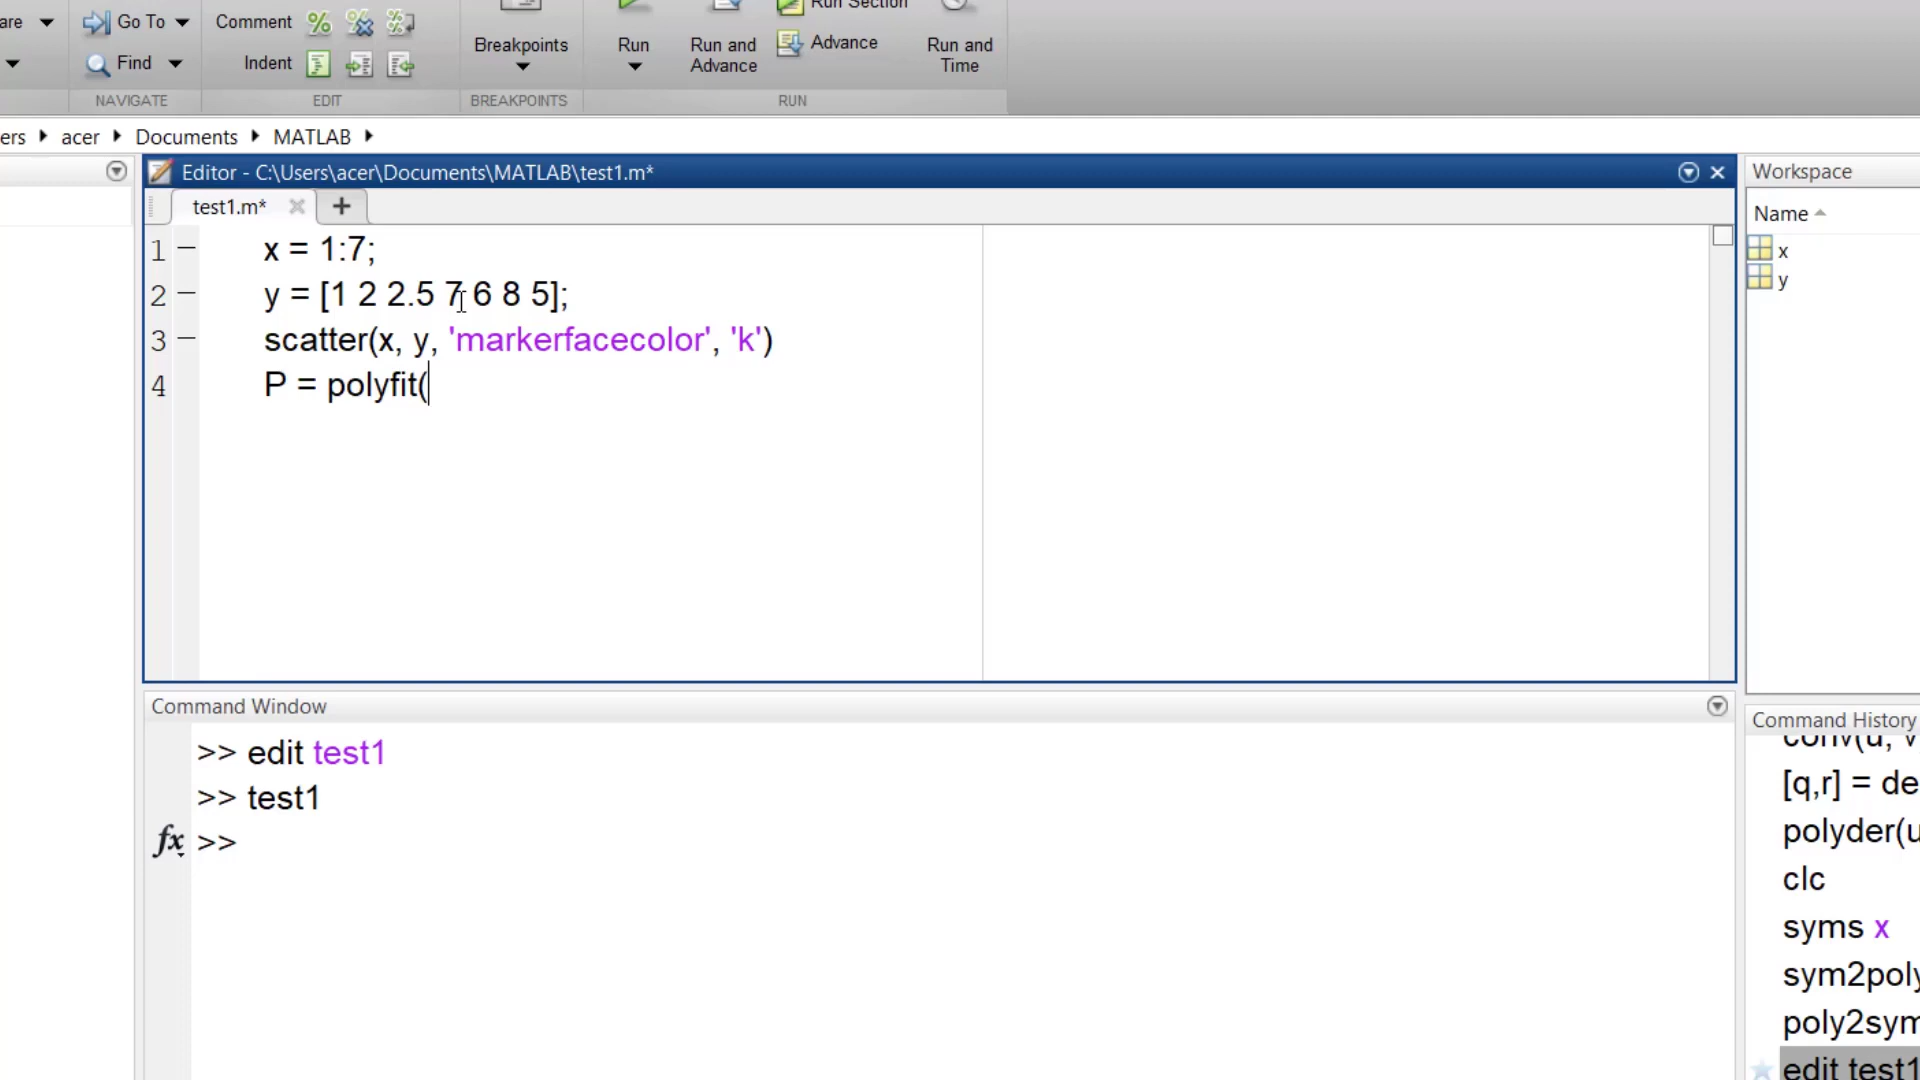 are Go To Comment Run Section
Breakpoints Run Run and Advance Advance Run and Time
Find Indent
NAVIGATE EDIT BREAKPOINTS RUN
ers acer Documents MATLAB
Editor - C:\Users\acer\Documents\MATLAB\test1.m*
test1.m*
1 x = 1:7;
2 y = [1 2 2.5 7 6 8 5];
3 scatter(x, y, 'markerfacecolor', 'k')
4 P = polyfit(
Workspace
Name
x
y
Command Window
>> edit test1
>> test1
fx >>
Command History
conv(u, v
[q,r] = de
polyder(u
clc
syms x
sym2poly
poly2sym
edit test1